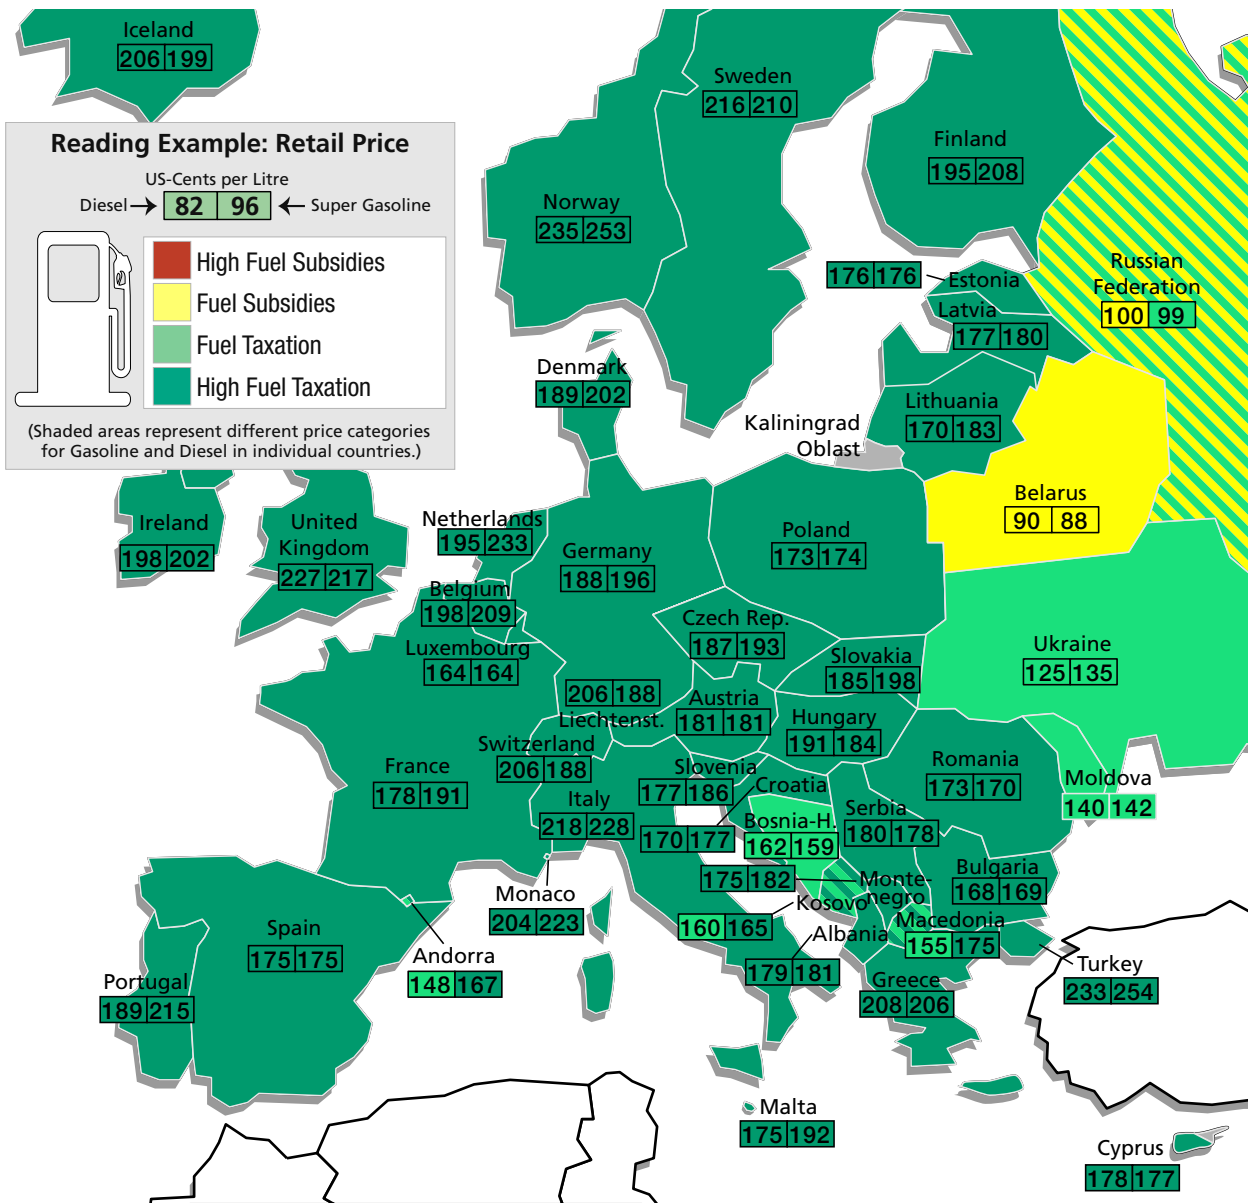 Iceland
206 199
Reading Example: Retail Price
US-Cents per Litre
Diesel 82 96 Super Gasoline
High Fuel Subsidies
Fuel Subsidies
Fuel Taxation
High Fuel Taxation
(Shaded areas represent different price categories
for Gasoline and Diesel in individual countries.)
Sweden
216 210
Finland
195 208
Norway
235 253
Russian
Federation
100 99
176 176 Estonia
Latvia
177 180
Denmark
189 202
Lithuania
170 183
Kaliningrad
Oblast
Belarus
90 88
Ireland
198 202
United
Kingdom
227 217
Netherlands
195 233
Germany
188 196
Poland
173 174
Belgium
198 209
Czech Rep.
187 193
Luxembourg
164 164
Slovakia
185 198
Ukraine
125 135
206 188
Liechtenst.
Austria
181 181
Hungary
191 184
Switzerland
206 188
France
178 191
Slovenia
177 186
Romania
173 170
Moldova
140 142
Italy
218 228
Croatia
170 177
Bosnia-H.
162 159
Serbia
180 178
Bulgaria
168 169
Monaco
204 223
175 182 Monte-
negro
Kosovo
160 165
Macedonia
155 175
Spain
175 175
Andorra
148 167
Albania
179 181
Portugal
189 215
Greece
208 206
Turkey
233 254
Malta
175 192
Cyprus
178 177